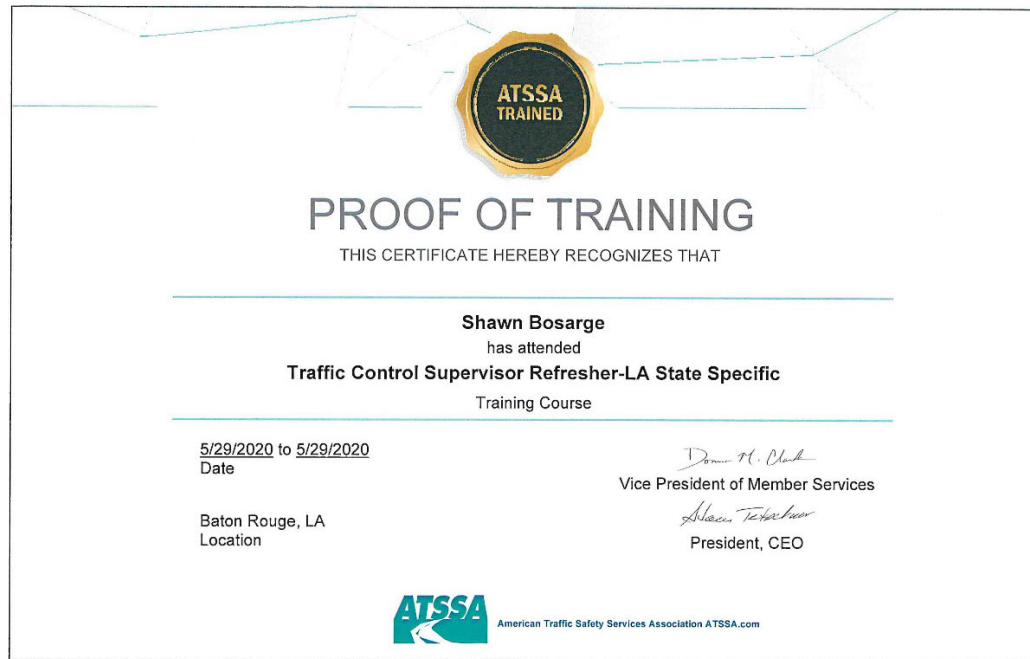 ATSSA
TRAINED
PROOF OF TRAINING
THIS CERTIFICATE HEREBY RECOGNIZES THAT
Shawn Bosarge
has attended
Traffic Control Supervisor Refresher-LA State Specific
Training Course
5/29/2020 to 5/29/2020
Date
Donna M. Clark
Vice President of Member Services
Baton Rouge, LA
Location
President, CEO
ATSSA
American Traffic Safety Services Association ATSSA.com